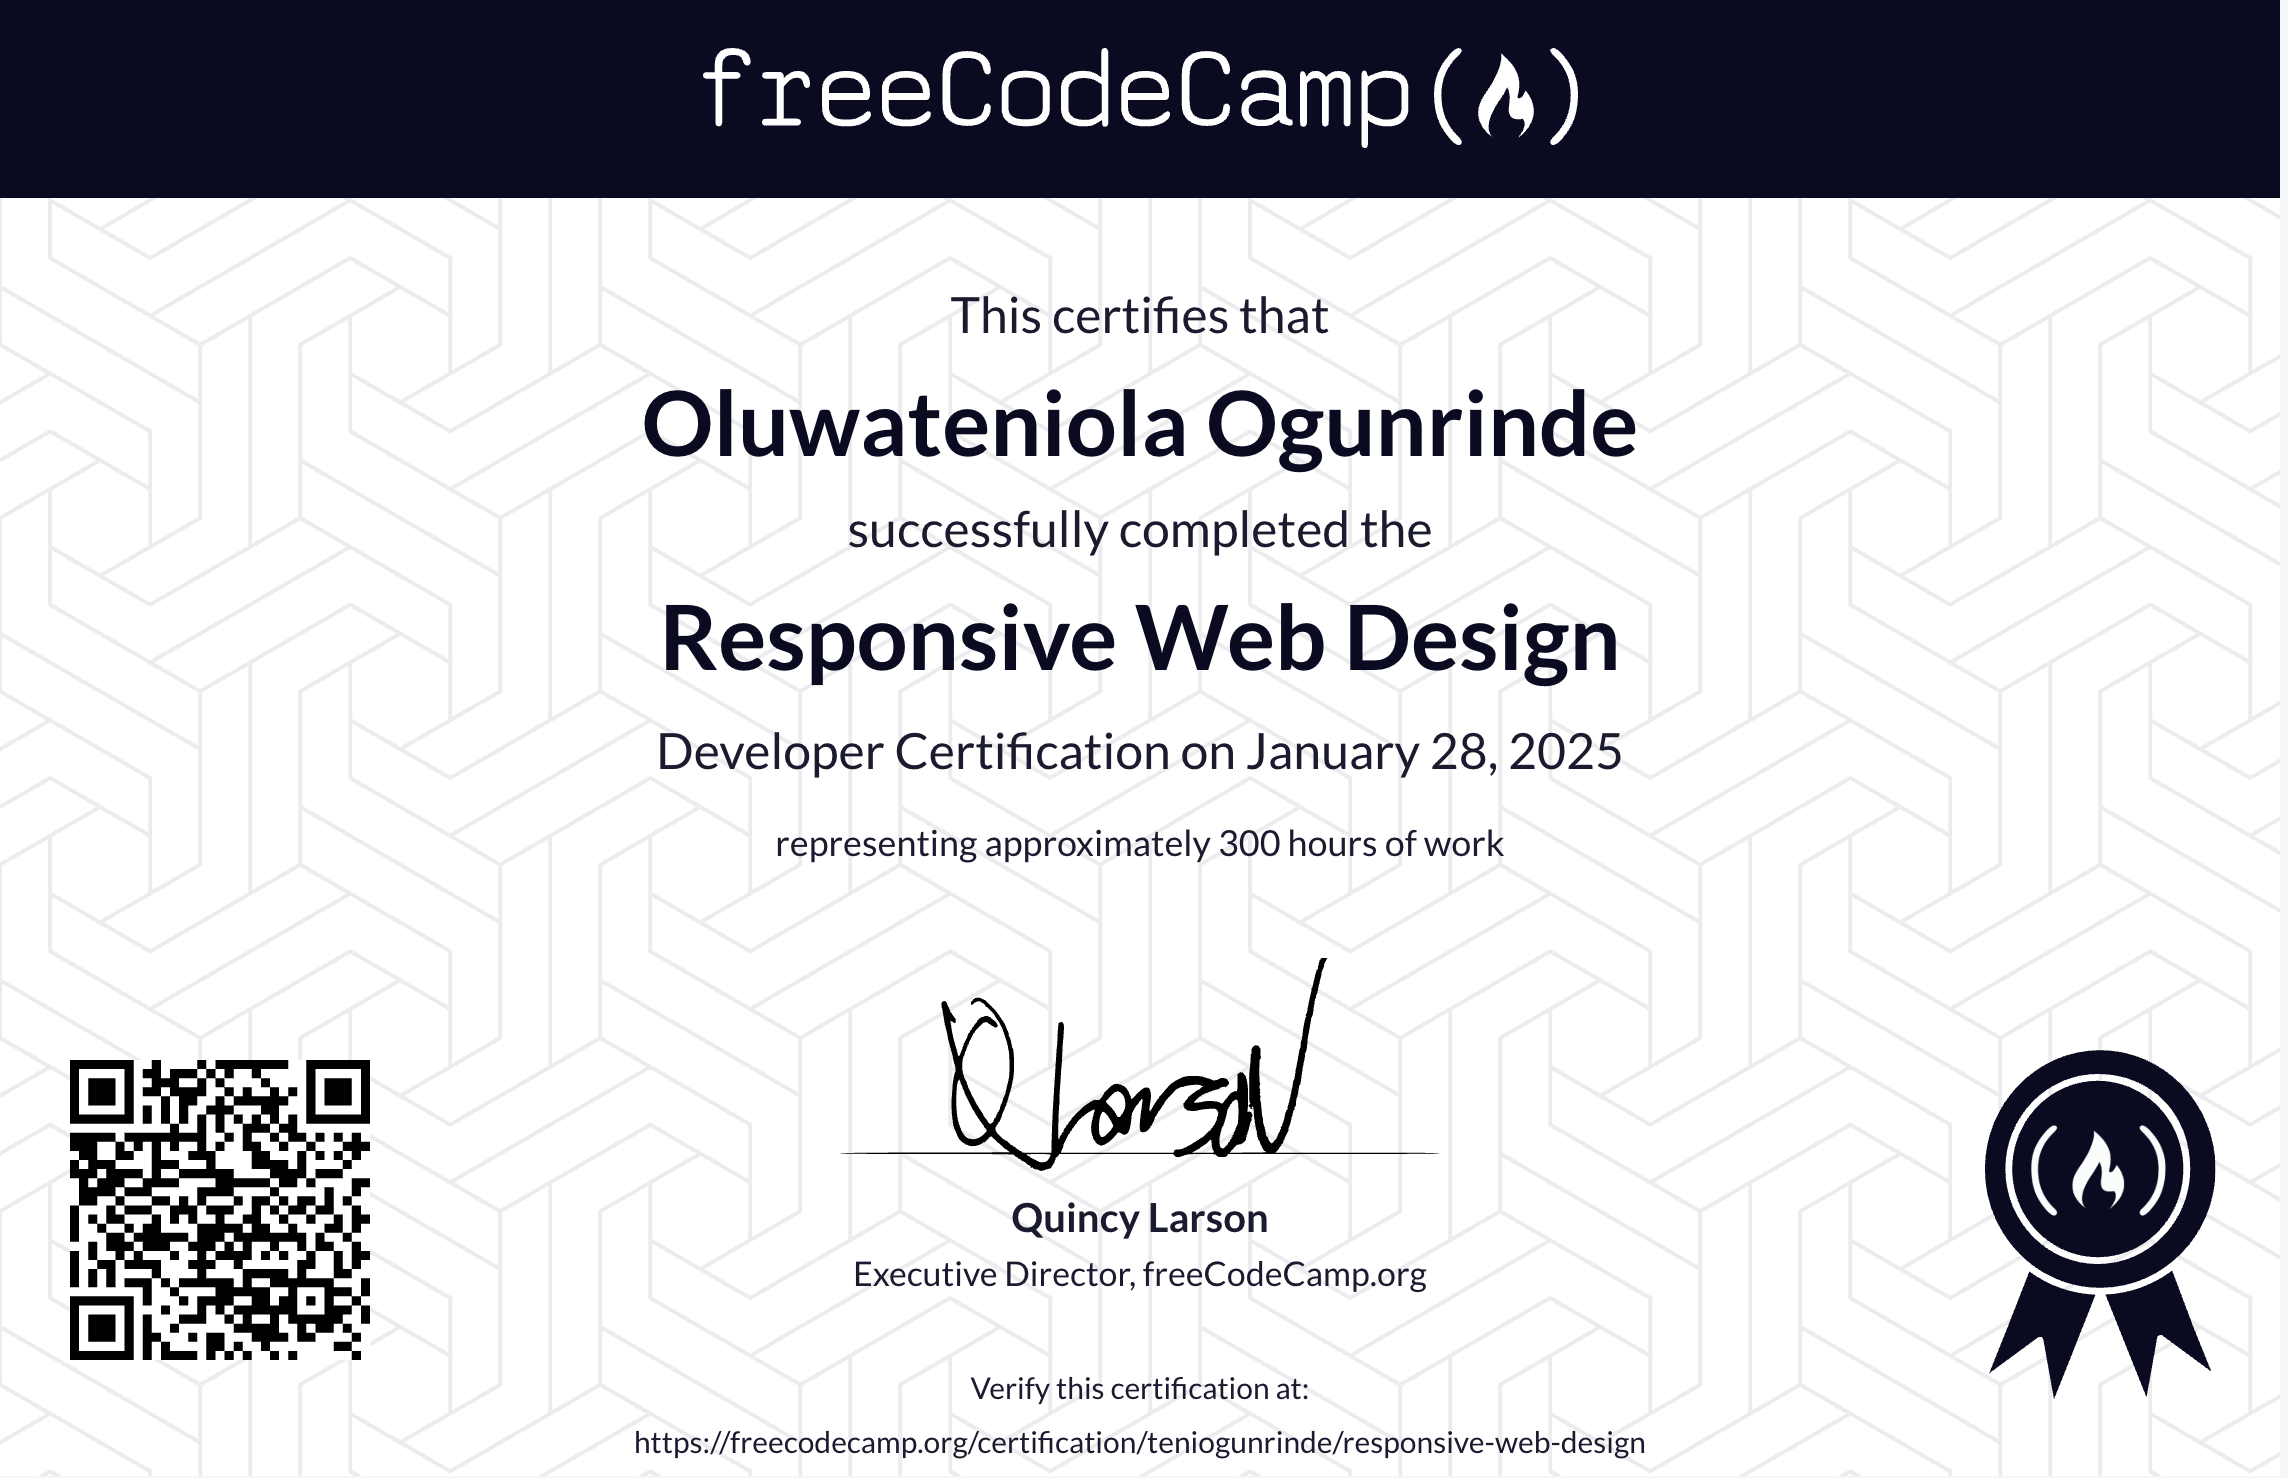 freeCodeCamp(🔥)
This certifies that
Oluwateniola Ogunrinde
successfully completed the
Responsive Web Design
Developer Certification on January 28, 2025
representing approximately 300 hours of work
Q Larson
Quincy Larson
Executive Director, freeCodeCamp.org
Verify this certification at:
https://freecodecamp.org/certification/teniogunrinde/responsive-web-design